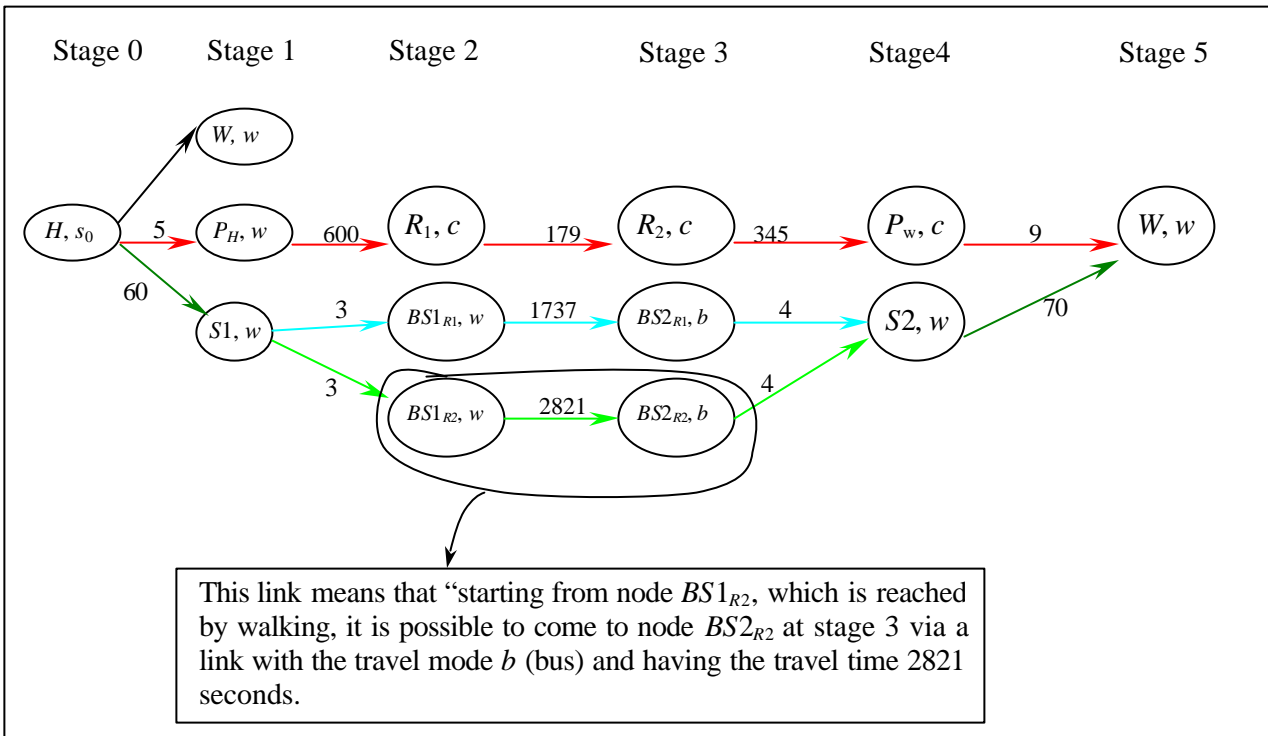 Stage 0 Stage 1 Stage 2 Stage 3 Stage4 Stage 5
W, w
H, s0 5 PH, w 600 R1, c 179 R2, c 345 Pw, c 9 W, w
60
S1, w 3 BS1R1, w 1737 BS2R1, b 4 S2, w 70
3 BS1R2, w 2821 BS2R2, b 4
This link means that “starting from node BS1R2, which is reached
by walking, it is possible to come to node BS2R2 at stage 3 via a
link with the travel mode b (bus) and having the travel time 2821
seconds.